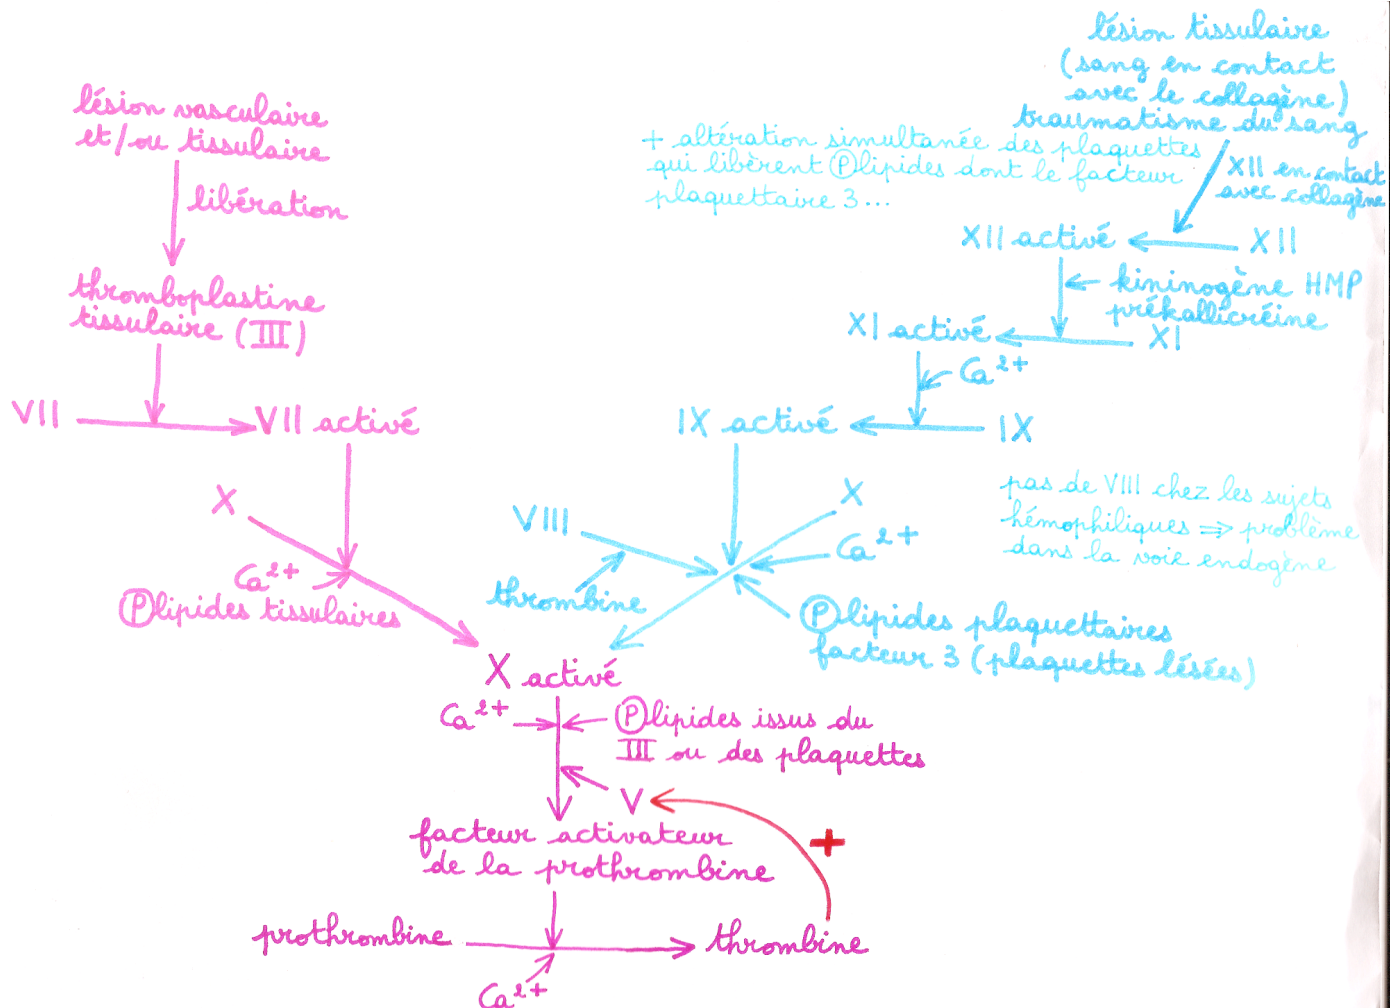 lésion vasculaire
et/ou tissulaire
libération
thromboplastine
tissulaire (III)
VII
VII activé
X
Ca2+
Ⓟlipides tissulaires
lésion tissulaire
(sang en contact
avec le collagène)
traumatisme du sang
+ altération simultanée des plaquettes
qui libèrent Ⓟlipides dont le facteur
plaquettaire 3...
XII en contact
avec collagène
XII activé
XII
kininogène HMP
prékallicréine
XI activé
XI
Ca2+
IX activé
IX
pas de VIII chez les sujets
hémophiliques ⇒ problème
dans la voie endogène
VIII
X
Ca2+
thrombine
Ⓟlipides plaquettaires
facteur 3 (plaquettes lésées)
X activé
Ca2+
Ⓟlipides issus du
III ou des plaquettes
V
+
facteur activateur
de la prothrombine
prothrombine
thrombine
Ca2+